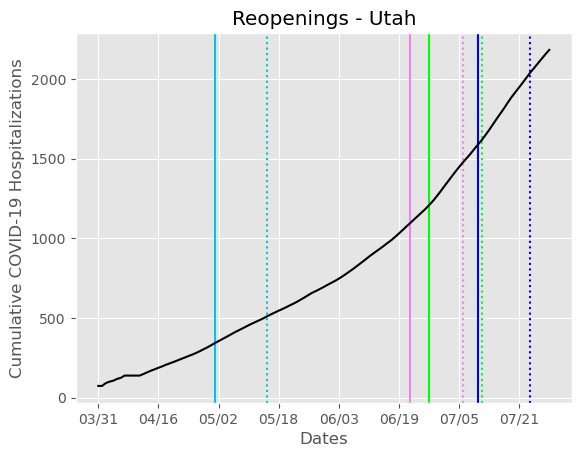 Reopenings - Utah
Cumulative COVID-19 Hospitalizations
2000
1500
1000
500
0
03/31 04/16 05/02 05/18 06/03 06/19 07/05 07/21
Dates